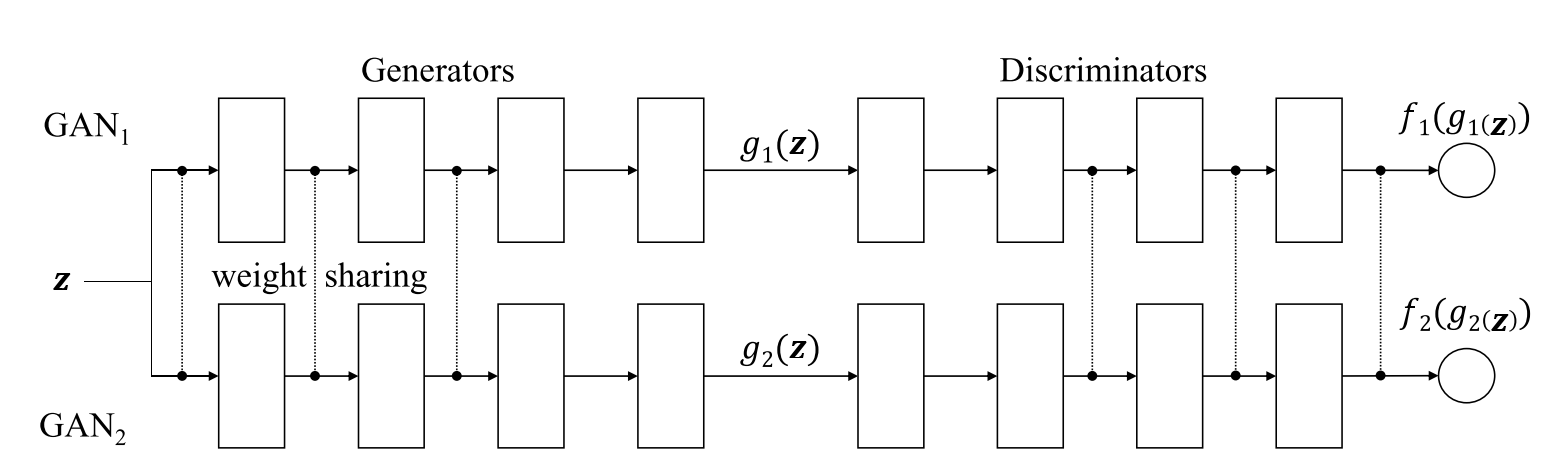 Generators
Discriminators
GAN₁
g₁(z)
f₁(g₁(z))
z
weight sharing
g₂(z)
f₂(g₂(z))
GAN₂